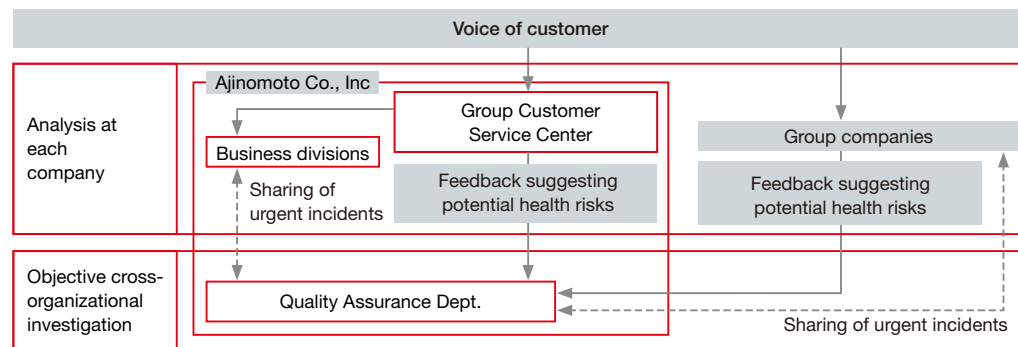 Voice of customer
Ajinomoto Co., Inc
Analysis at
each
company
Group Customer
Service Center
Business divisions
Group companies
Sharing of
urgent incidents
Feedback suggesting
potential health risks
Feedback suggesting
potential health risks
Objective cross-
organizational
investigation
Quality Assurance Dept.
Sharing of urgent incidents